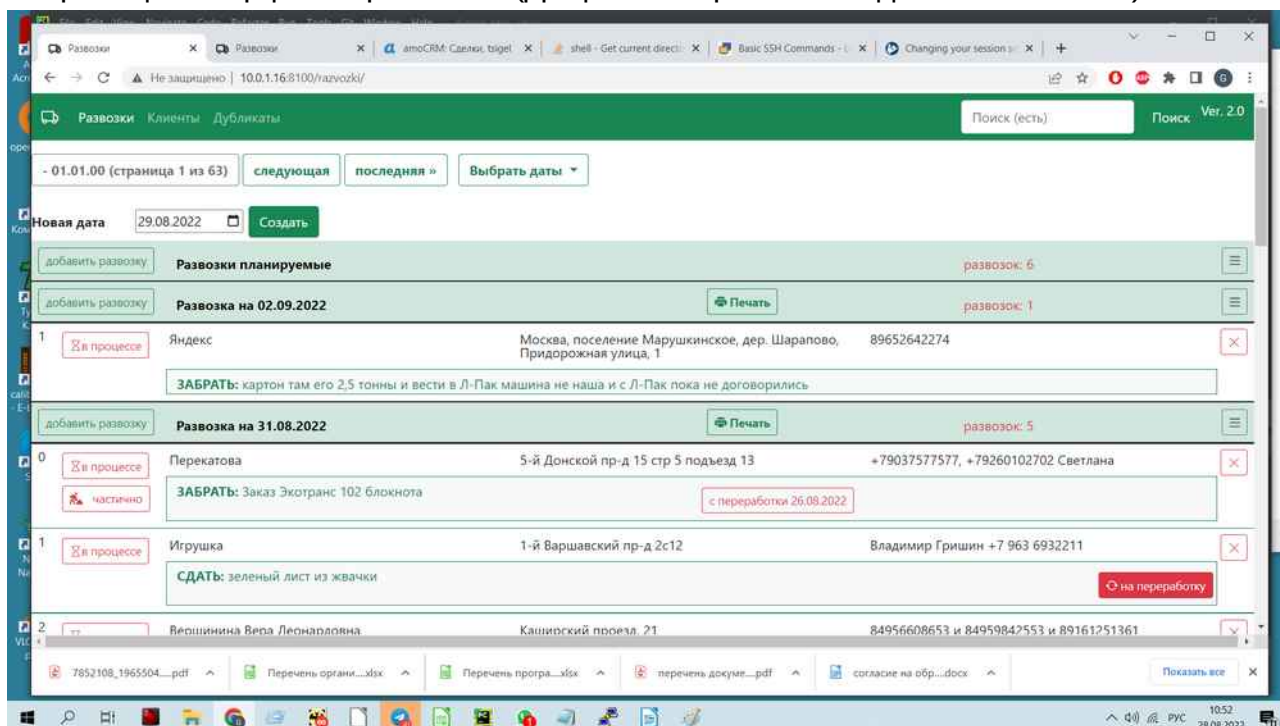 Развозки
Развозки
amoCRM: Сделки, tsigel
shell - Get current direct
Basic SSH Commands -
Changing your session
Не защищено | 10.0.1.16:8100/razvozki/
Развозки Клиенты Дубликаты Поиск (есть) Поиск Ver. 2.0
- 01.01.00 (страница 1 из 63) следующая последняя » Выбрать даты
Новая дата 29.08.2022 Создать
добавить развозку Развозки планируемые развозок: 6
добавить развозку Развозка на 02.09.2022 Печать развозок: 1
1 в процессе Яндекс Москва, поселение Марушкинское, дер. Шарапово, 89652642274
Придорожная улица, 1
ЗАБРАТЬ: картон там его 2,5 тонны и вести в Л-Пак машина не наша и с Л-Пак пока не договорились
добавить развозку Развозка на 31.08.2022 Печать развозок: 5
0 в процессе Перекатова 5-й Донской пр-д 15 стр 5 подъезд 13 +79037577577, +79260102702 Светлана
частично ЗАБРАТЬ: Заказ Экотранс 102 блокнота с переработки 26.08.2022
1 в процессе Игрушка 1-й Варшавский пр-д 2с12 Владимир Гришин +7 963 6932211
СДАТЬ: зеленый лист из жвачки на переработку
2 Вершинина Вера Леонардовна Каширский проезд, 21 84956608653 и 84959842553 и 89161251361
7852108_1965504....pdf Перечень органи....xlsx Перечень програ....xlsx перечень докуме....pdf согласие на обр....docx Показать все
РУС 10:52
28.08.2022